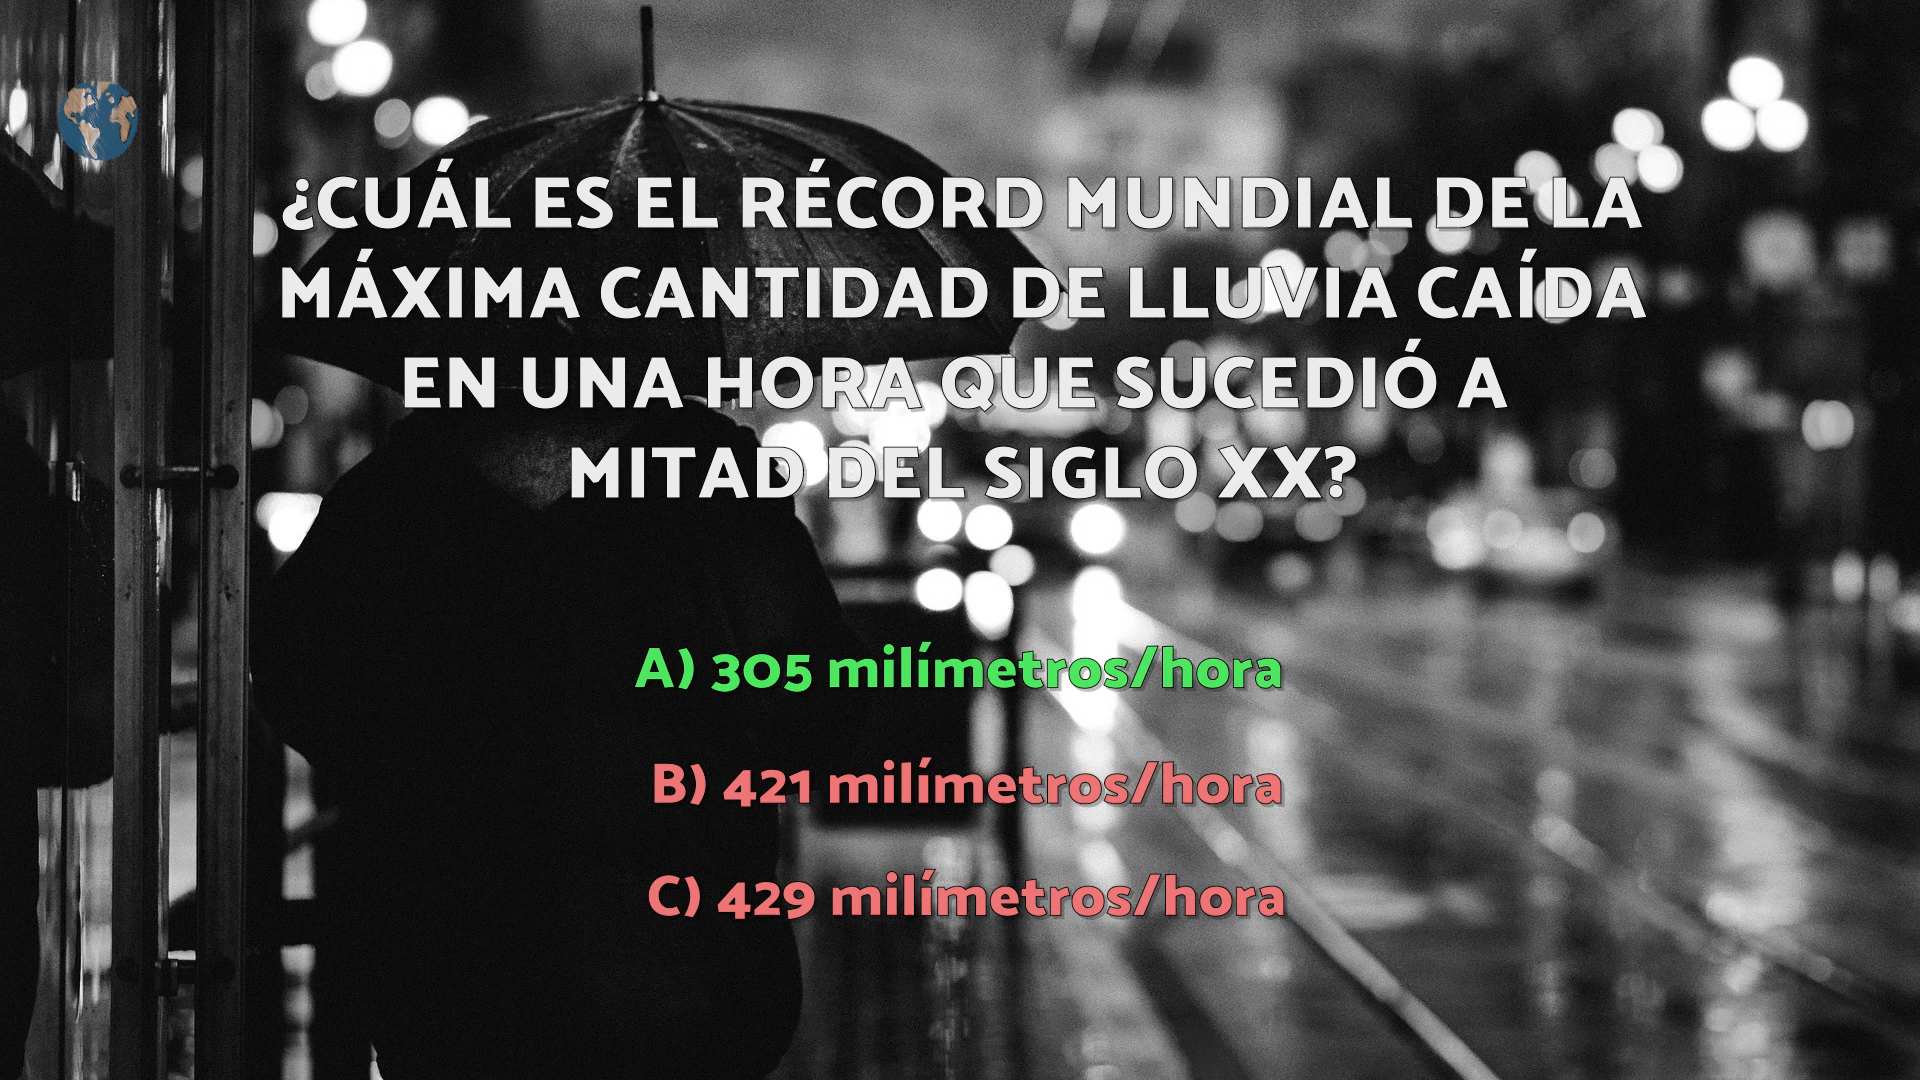 ¿CUÁL ES EL RÉCORD MUNDIAL DE LA
MÁXIMA CANTIDAD DE LLUVIA CAÍDA
EN UNA HORA QUE SUCEDIÓ A
MITAD DEL SIGLO XX?
A) 305 milímetros/hora
B) 421 milímetros/hora
C) 429 milímetros/hora